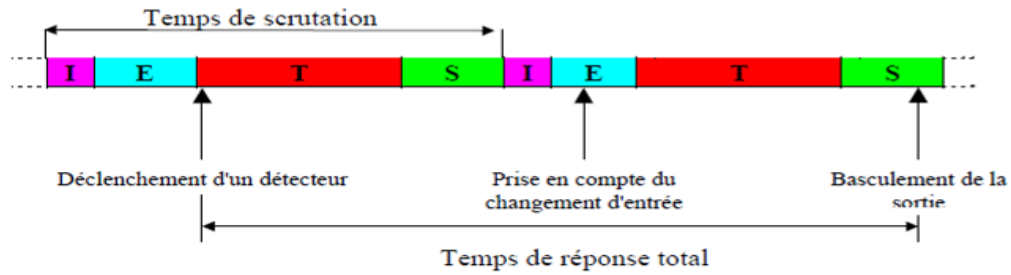 Temps de scrutation
I E T S I E T S
Déclenchement d'un détecteur
Prise en compte du
changement d'entrée
Basculement de la
sortie
Temps de réponse total